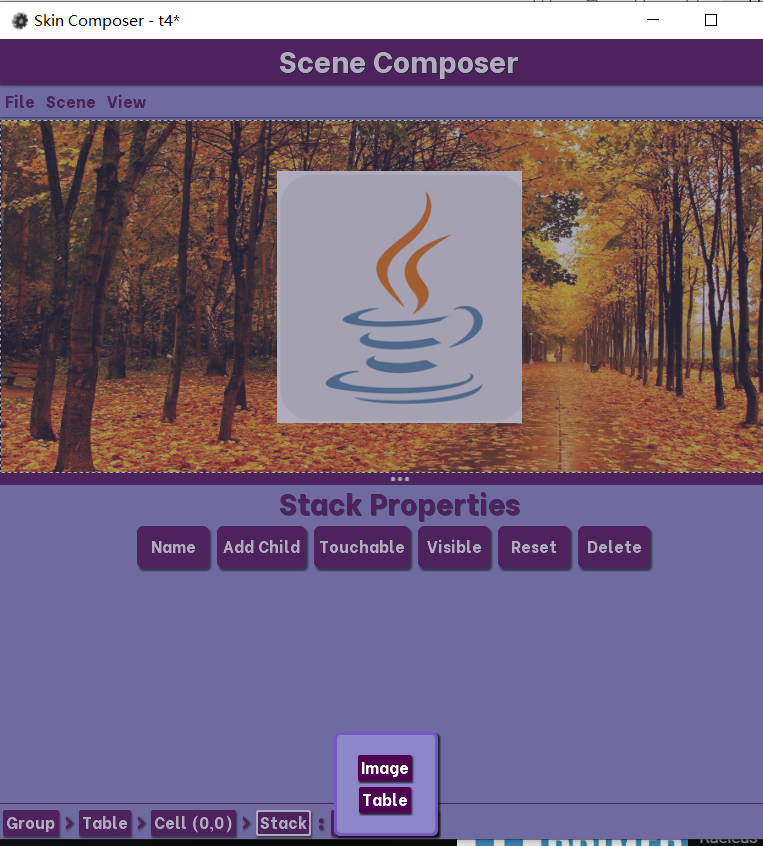 Skin Composer - t4*
Scene Composer
File Scene View
Stack Properties
Name Add Child Touchable Visible Reset Delete
Image
Table
Group > Table > Cell (0,0) > Stack :